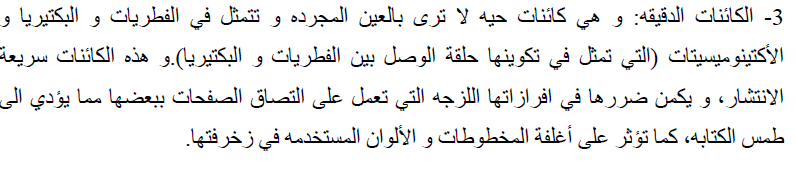 3- الكائنات الدقيقه: و هي كائنات حيه لا ترى بالعين المجرده و تتمثل في الفطريات و البكتيريا و
الأكتينوميسيتات (التي تمثل في تكوينها حلقة الوصل بين الفطريات و البكتيريا).و هذه الكائنات سريعة
الانتشار، و يكمن ضررها في افرازاتها اللزجه التي تعمل على التصاق الصفحات ببعضها مما يؤدي الى
طمس الكتابه، كما تؤثر على أغلفة المخطوطات و الألوان المستخدمه في زخرفتها.